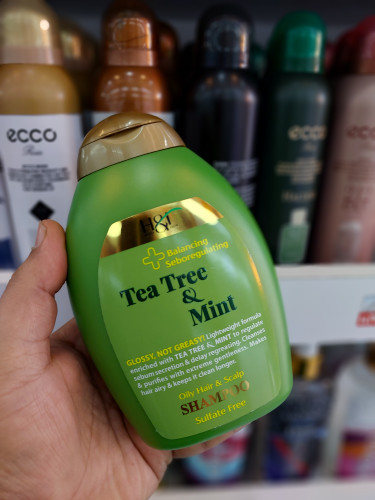 ecco
ecco
ecco
H&L
Balancing
Seboregulating
Tea Tree
&
Mint
GLOSSY, NOT GREASY! Lightweight formula
enriched with TEA TREE & MINT to regulate
sebum secretion & delay regreasing. Cleanses
& purifies with extreme gentleness. Makes
hair airy & keeps it clean longer.
Oily Hair & Scalp
SHAMPOO
Sulfate Free